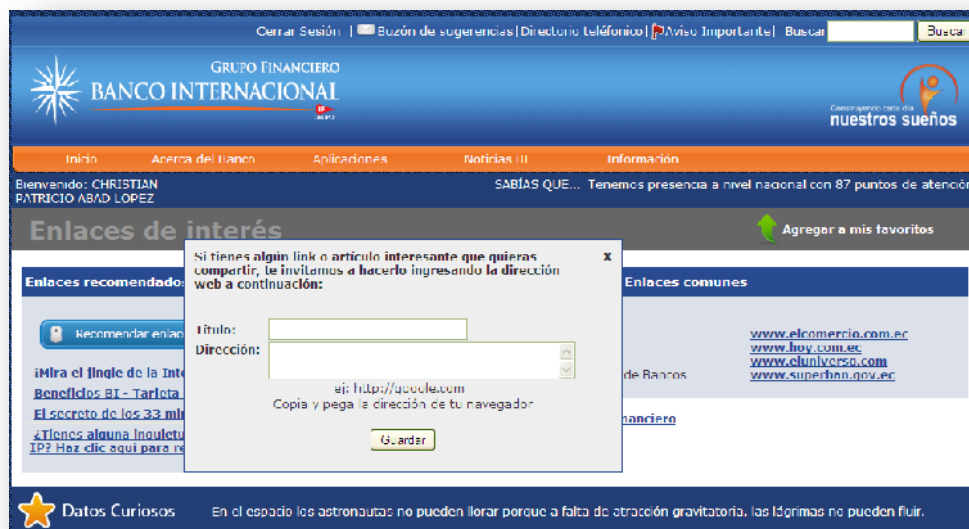 Cerrar Sesión | Buzón de sugerencias|Directorio teléfonico| Aviso Importante| Buscar Buscar
GRUPO FINANCIERO
BANCO INTERNACIONAL
Construyendo cada día
nuestros sueños
Inicio Acerca del Banco Aplicaciones Noticias BI Información
Bienvenido: CHRISTIAN
PATRICIO ABAD LOPEZ
SABÍAS QUE... Tenemos presencia a nivel nacional con 87 puntos de atención
Enlaces de interés
Agregar a mis favoritos
Si tienes algún link o artículo interesante que quieras x
compartir, te invitamos a hacerlo ingresando la dirección
web a continuación:
Título:
Dirección:
ej: http://google.com
Copia y pega la dirección de tu navegador
Guardar
Enlaces recomendado
Recomendar enlac
¡Mira el jingle de la Inte
Beneficios BI - Tarjeta
El secreto de los 33 mi
¿Tienes alguna inquietu
IP? Haz clic aquí para re
Enlaces comunes
www.elcomercio.com.ec
www.hoy.com.ec
www.eluniverso.com
de Bancos www.superban.gov.ec
nanciero
Datos Curiosos En el espacio los astronautas no pueden llorar porque a falta de atracción gravitatoria, las lágrimas no pueden fluir.